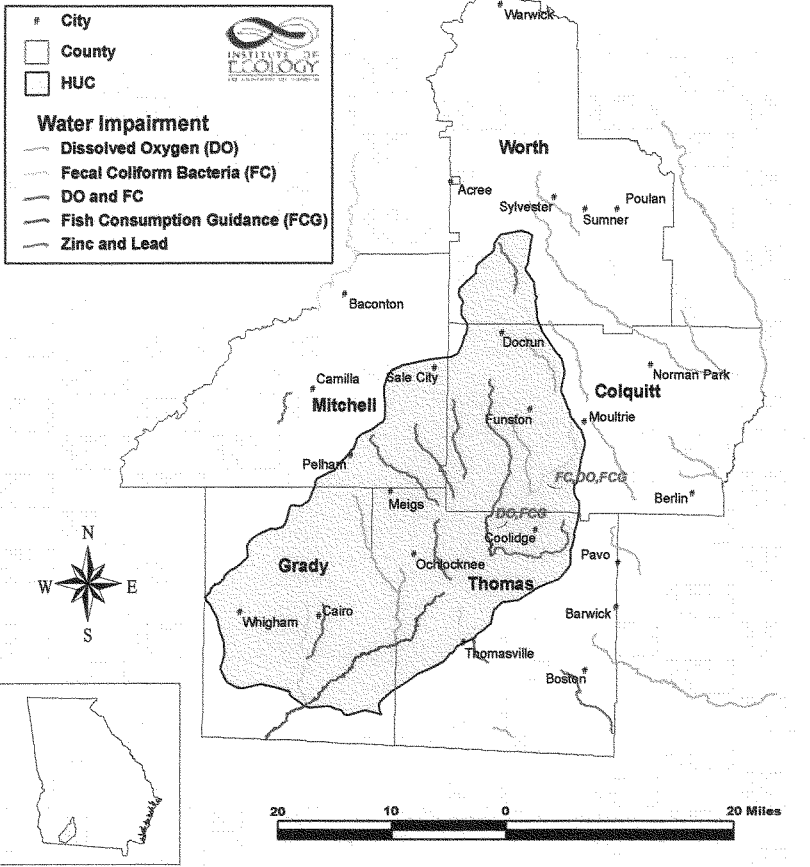 City
County
HUC
INSTITUTE OF
ECOLOGY
Water Impairment
Dissolved Oxygen (DO)
Fecal Coliform Bacteria (FC)
DO and FC
Fish Consumption Guidance (FCG)
Zinc and Lead
Warwick
Worth
Acree
Sylvester
Poulan
Sumner
Baconton
Docrun
Camilla
Sale City
Norman Park
Mitchell
Colquitt
Funston
Moultrie
Pelham
FC,DO,FCG
Meigs
Berlin
DO,FCG
Coolidge
N
W
E
S
Grady
Ochlocknee
Thomas
Pavo
Whigham
Cairo
Barwick
Thomasville
Boston
20 10 0 20 Miles